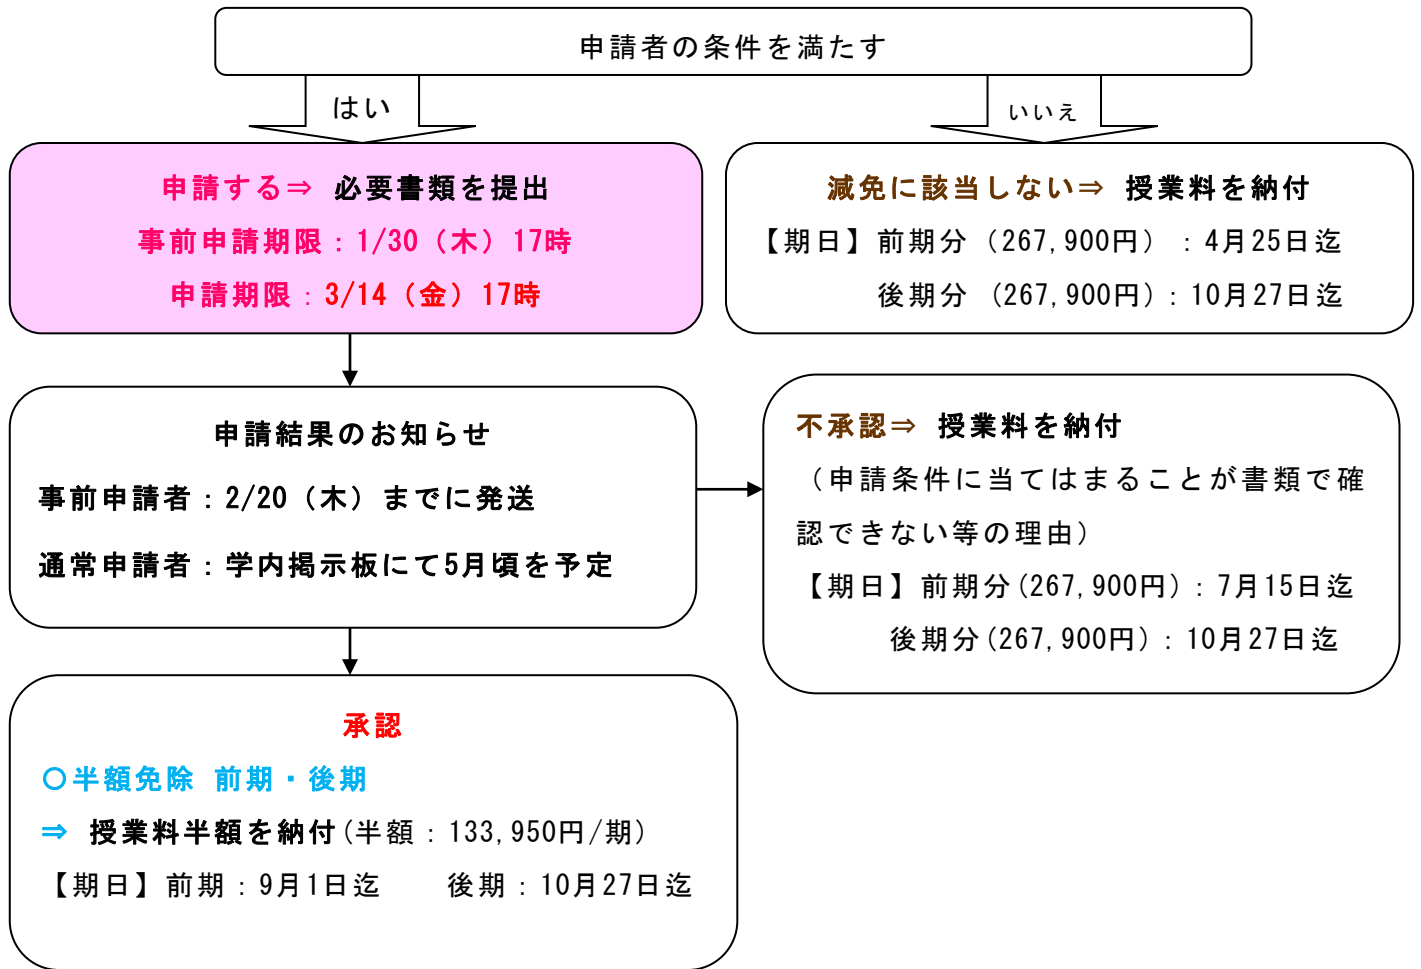 申請者の条件を満たす
はい
いいえ
申請する⇒ 必要書類を提出
事前申請期限：1/30（木）17時
申請期限：3/14（金）17時
減免に該当しない⇒ 授業料を納付
【期日】前期分（267,900円）：4月25日迄
後期分（267,900円）：10月27日迄
申請結果のお知らせ
事前申請者：2/20（木）までに発送
通常申請者：学内掲示板にて5月頃を予定
不承認⇒ 授業料を納付
（申請条件に当てはまることが書類で確
認できない等の理由）
【期日】前期分(267,900円)：7月15日迄
後期分(267,900円)：10月27日迄
承認
○半額免除 前期・後期
⇒ 授業料半額を納付(半額：133,950円/期)
【期日】前期：9月1日迄　　後期：10月27日迄